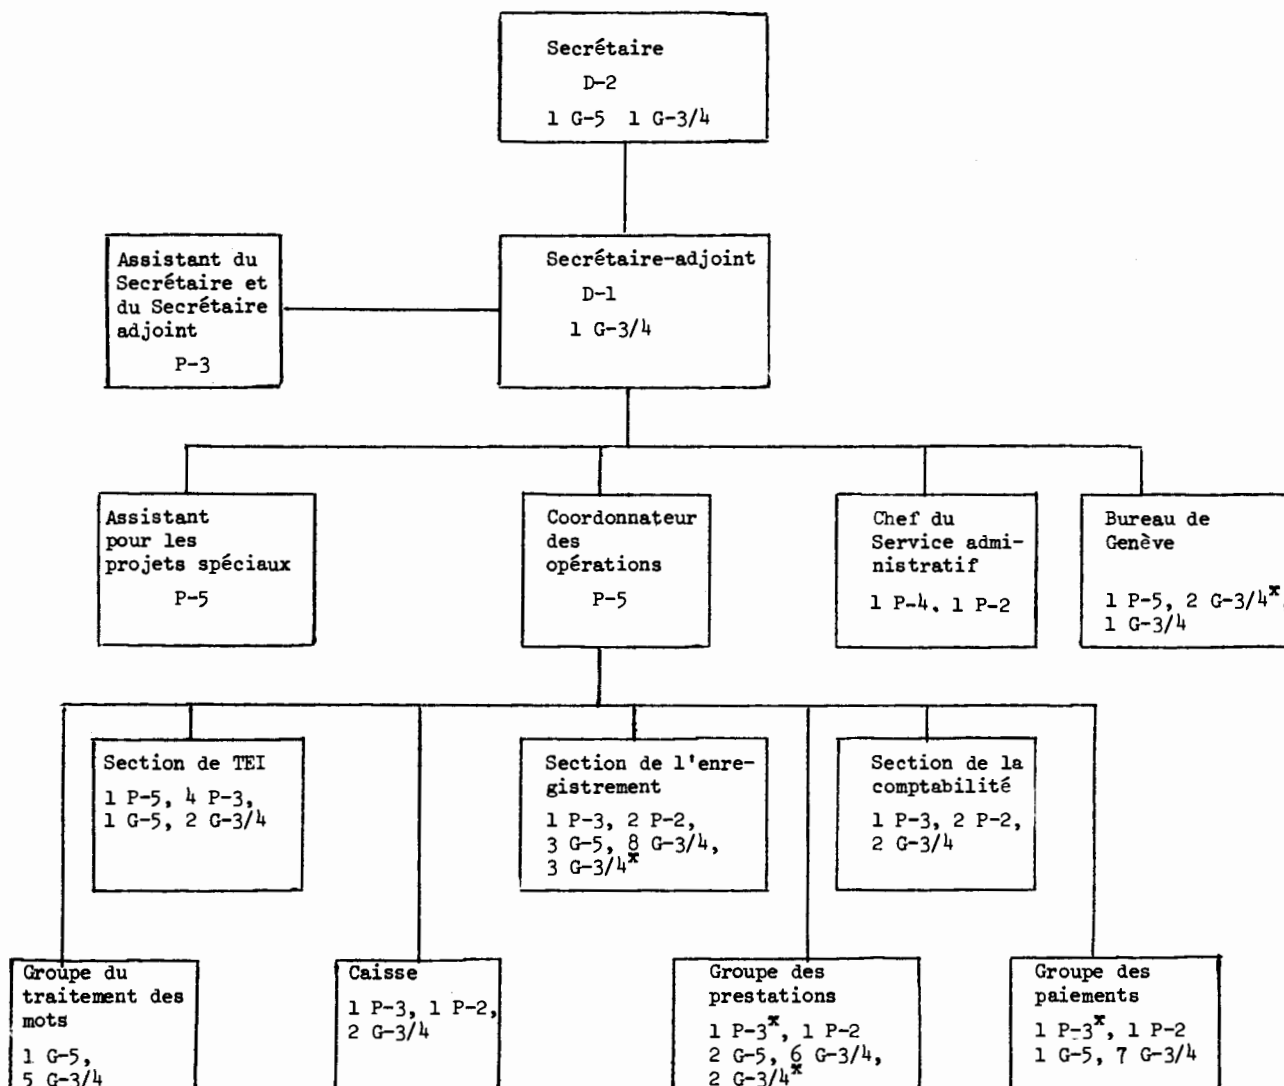 Secrétaire
D-2
1 G-5 1 G-3/4
Assistant du
Secrétaire et
du Secrétaire
adjoint
P-3
Secrétaire-adjoint
D-1
1 G-3/4
Assistant
pour les
projets spéciaux
P-5
Coordonnateur
des
opérations
P-5
Chef du
Service admi-
nistratif
1 P-4, 1 P-2
Bureau de
Genève
1 P-5, 2 G-3/4x,
1 G-3/4
Section de TEI
1 P-5, 4 P-3,
1 G-5, 2 G-3/4
Section de l'enre-
gistrement
1 P-3, 2 P-2,
3 G-5, 8 G-3/4,
3 G-3/4x
Section de la
comptabilité
1 P-3, 2 P-2,
2 G-3/4
Groupe du
traitement des
mots
1 G-5,
5 G-3/4
Caisse
1 P-3, 1 P-2,
2 G-3/4
Groupe des
prestations
1 P-3x, 1 P-2
2 G-5, 6 G-3/4,
2 G-3/4x
Groupe des
paiements
1 P-3x, 1 P-2
1 G-5, 7 G-3/4